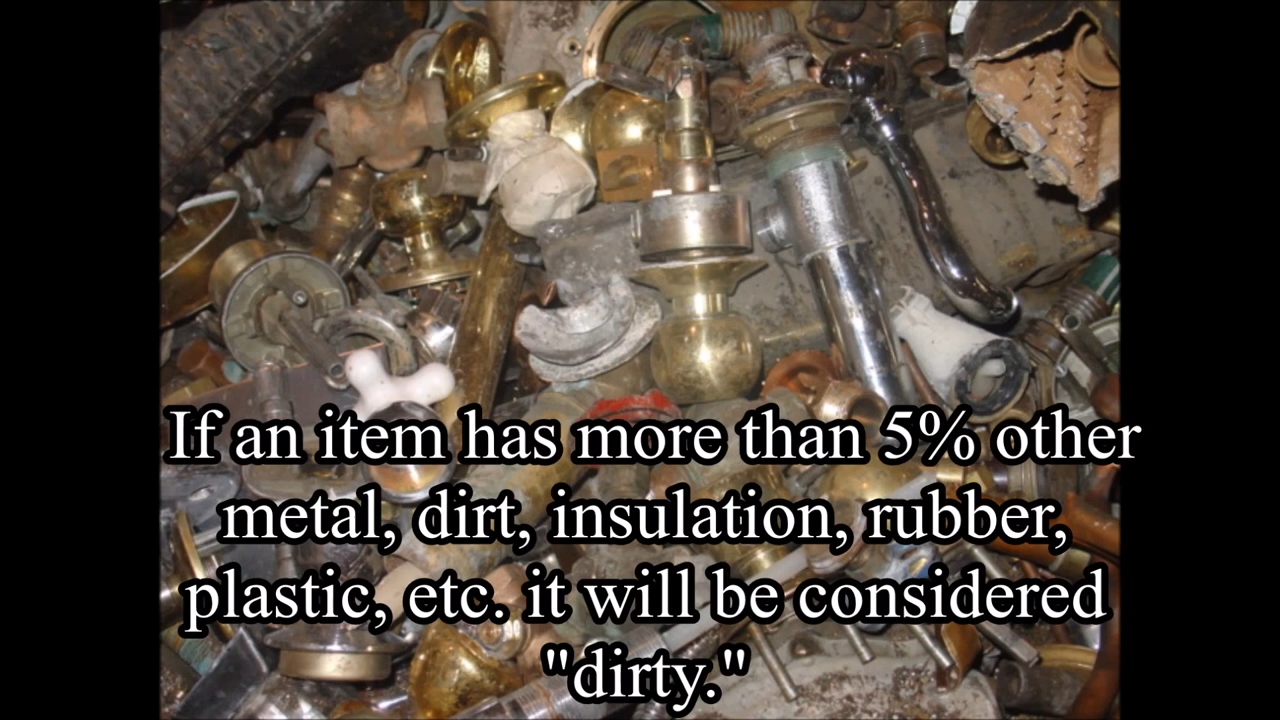 If an item has more than 5% other
metal, dirt, insulation, rubber,
plastic, etc. it will be considered
"dirty."